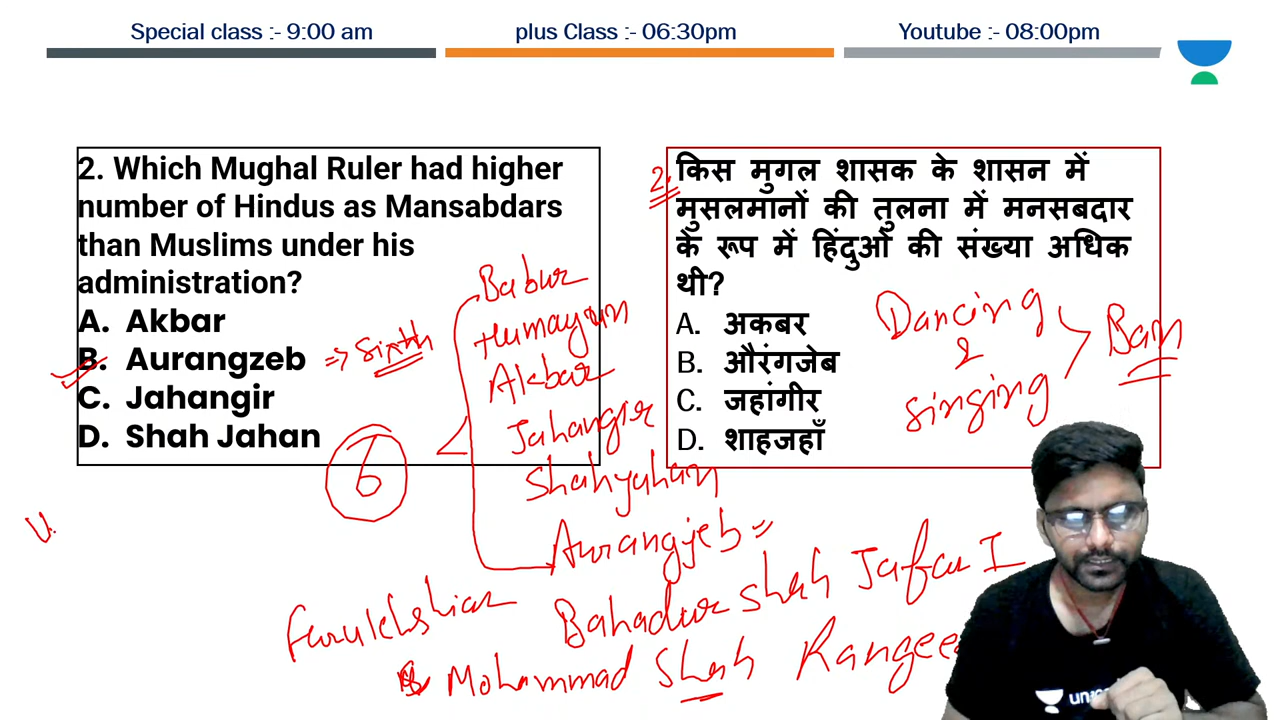 Special class :- 9:00 am
plus Class :- 06:30pm
Youtube :- 08:00pm
2. Which Mughal Ruler had higher
number of Hindus as Mansabdars
than Muslims under his
administration?
A. Akbar
B. Aurangzeb
C. Jahangir
D. Shah Jahan
=> Sixth
6
Babur
Humayun
Akbar
Jahangir
Shahjahan
Aurangjeb =
Bahadur Shah Jafar I
Farukhshiar
Mohammad Shah Rangee
2.
किस मुगल शासक के शासन में
मुसलमानों की तुलना में मनसबदार
के रूप में हिंदुओं की संख्या अधिक
थी?
A. अकबर
B. औरंगजेब
C. जहांगीर
D. शाहजहाँ
Dancing
&
singing
Ban
una